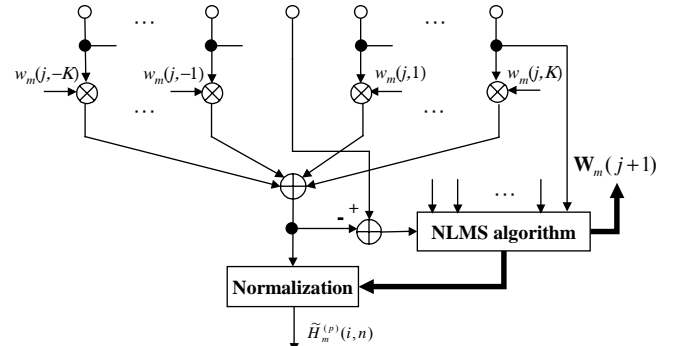 ... ...
w_m(j,-K) w_m(j,-1) w_m(j,1) w_m(j,K)
... ...
W_m(j+1)
...
- +
NLMS algorithm
Normalization
H̃_m^{(p)}(i,n)